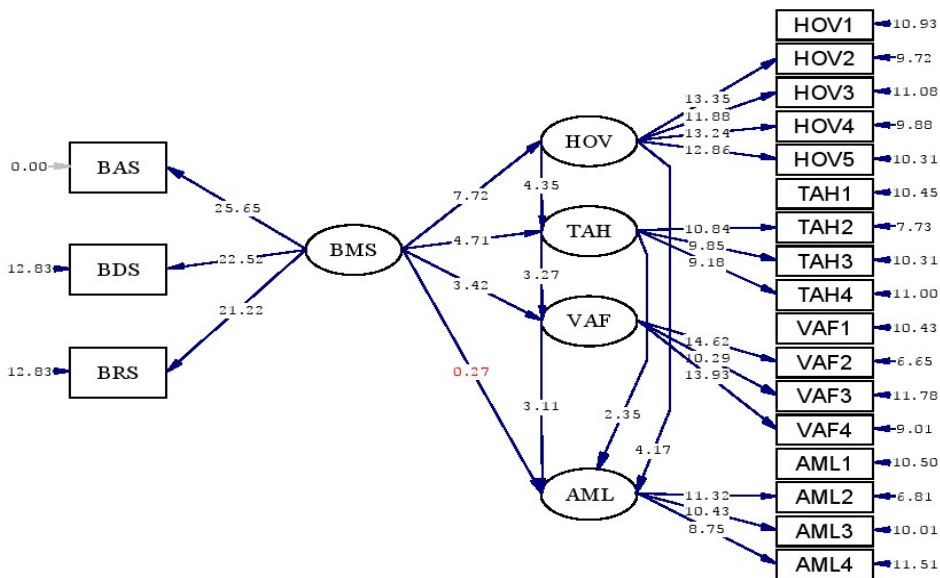 HOV1 10.93
HOV2 9.72
13.35 HOV3 11.08
11.88
HOV 13.24 HOV4 9.88
12.86 HOV5 10.31
0.00 BAS
7.72 4.35
TAH1 10.45
25.65
TAH 10.84 TAH2 7.73
4.71 9.85
BMS 9.18 TAH3 10.31
12.83 BDS 22.52
3.27
3.42 TAH4 11.00
21.22
VAF VAF1 10.43
14.62
10.29 VAF2 6.65
12.83 BRS 0.27 13.93
VAF3 11.78
3.11 2.35
VAF4 9.01
4.17
AML1 10.50
AML 11.32 AML2 6.81
10.43
8.75 AML3 10.01
AML4 11.51